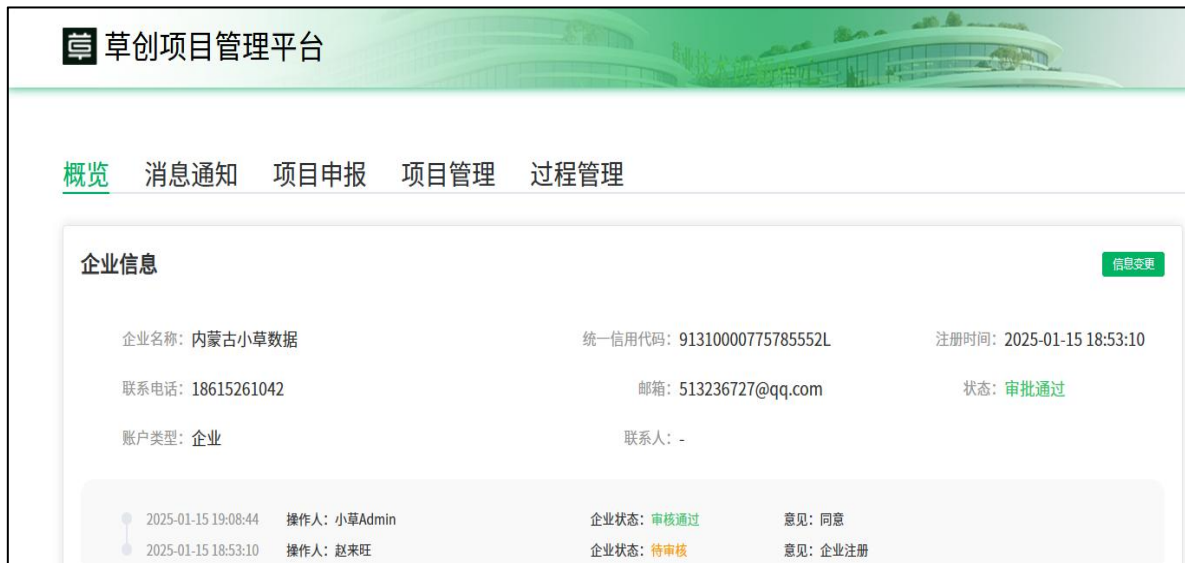 草 草创项目管理平台
概览 消息通知 项目申报 项目管理 过程管理
企业信息 信息变更
企业名称：内蒙古小草数据 统一信用代码：91310000775785552L 注册时间：2025-01-15 18:53:10
联系电话：18615261042 邮箱：513236727@qq.com 状态：审批通过
账户类型：企业 联系人：-
2025-01-15 19:08:44 操作人：小草Admin 企业状态：审核通过 意见：同意
2025-01-15 18:53:10 操作人：赵来旺 企业状态：待审核 意见：企业注册